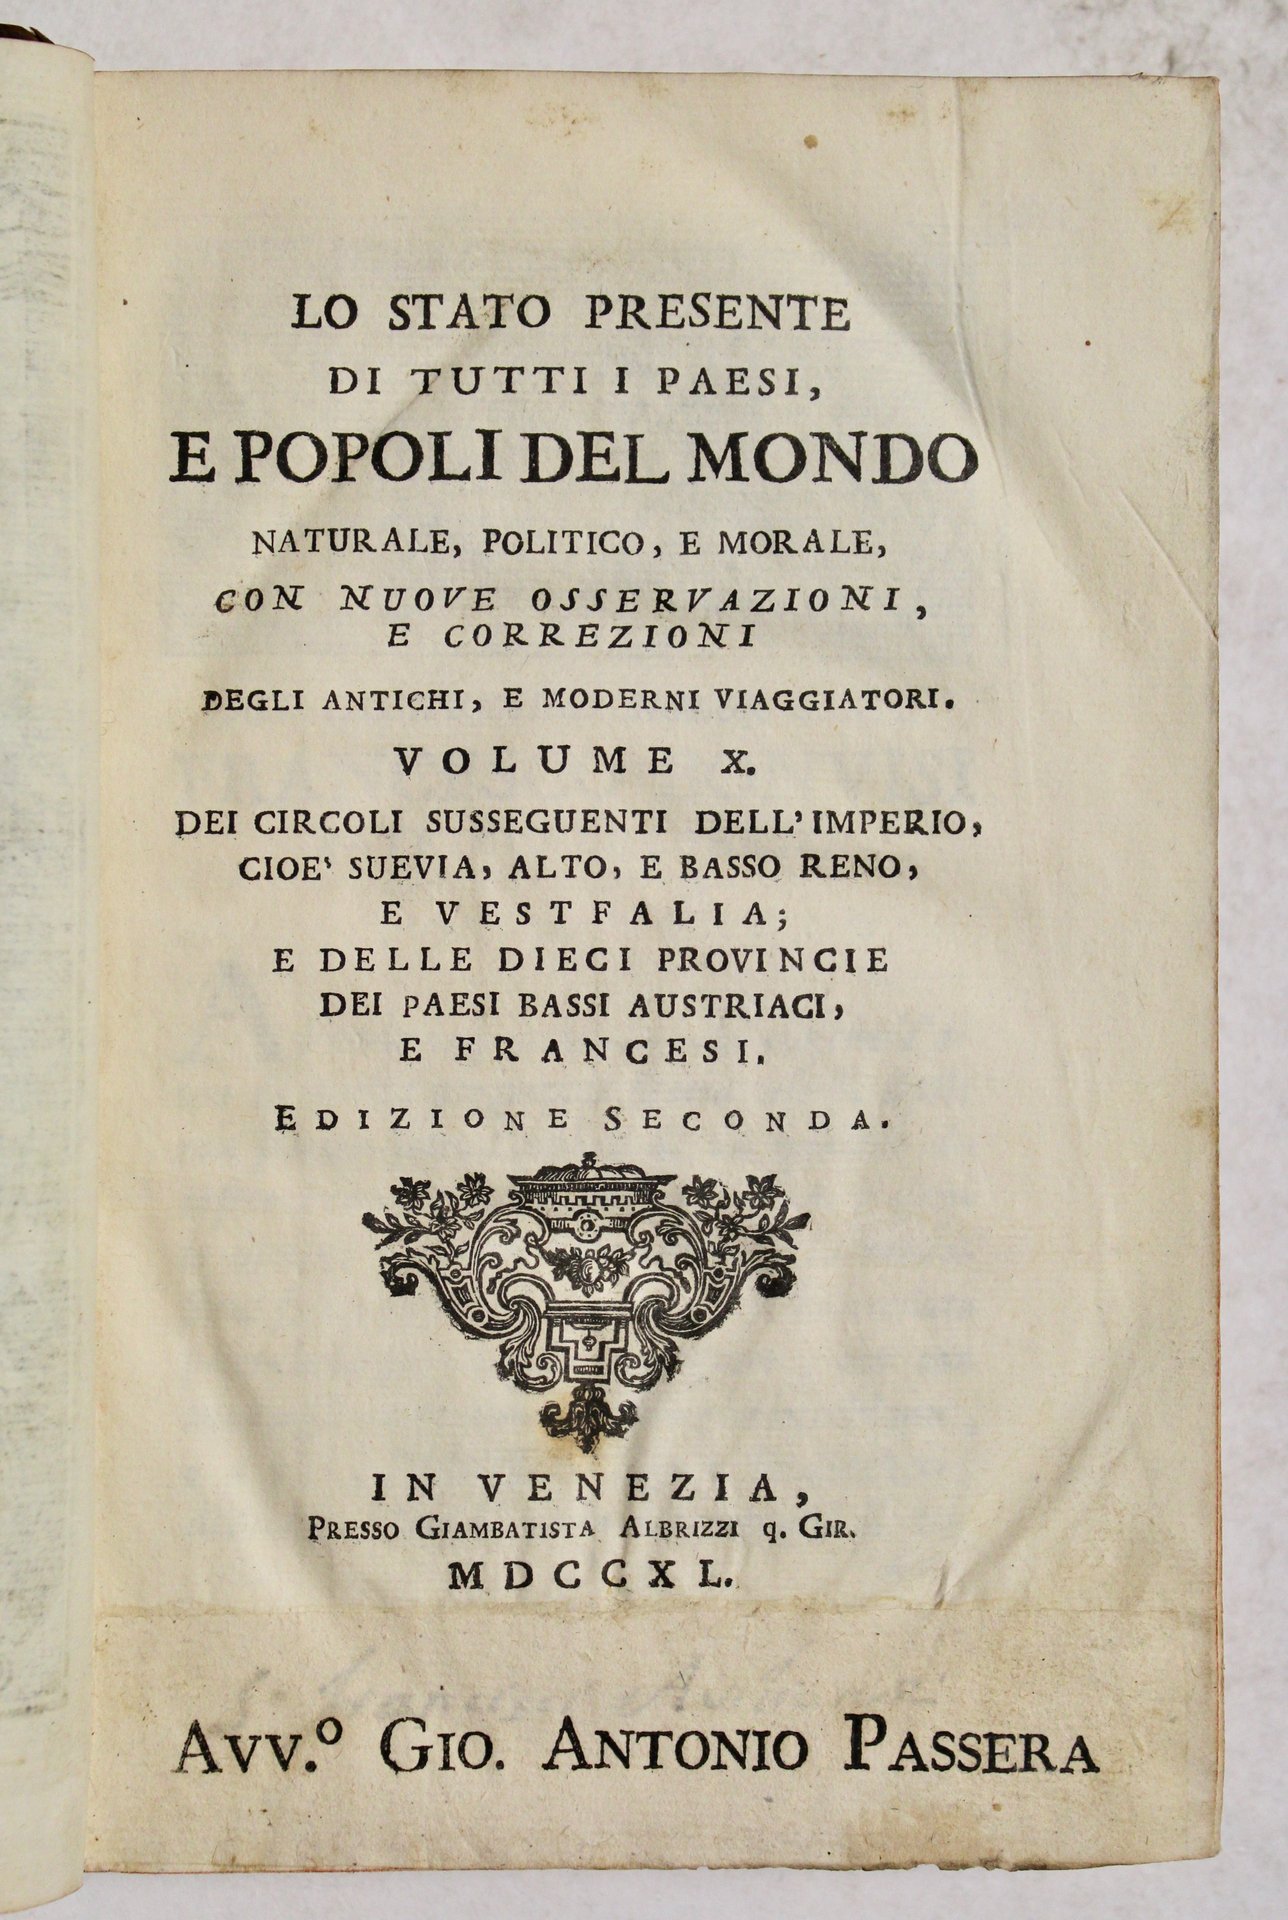 LO STATO PRESENTE
DI TUTTI I PAESI,
E POPOLI DEL MONDO
NATURALE, POLITICO, E MORALE,
CON NUOVE OSSERVAZIONI,
E CORREZIONI
DEGLI ANTICHI, E MODERNI VIAGGIATORI.
VOLUME X.
DEI CIRCOLI SUSSEGUENTI DELL'IMPERIO,
CIOE' SUEVIA, ALTO, E BASSO RENO,
E VESTFALIA;
E DELLE DIECI PROVINCIE
DEI PAESI BASSI AUSTRIACI,
E FRANCESI.
EDIZIONE SECONDA.
IN VENEZIA,
PRESSO GIAMBATISTA ALBRIZZI q. GIR.
MDCCXL.
AVV.º GIO. ANTONIO PASSERA